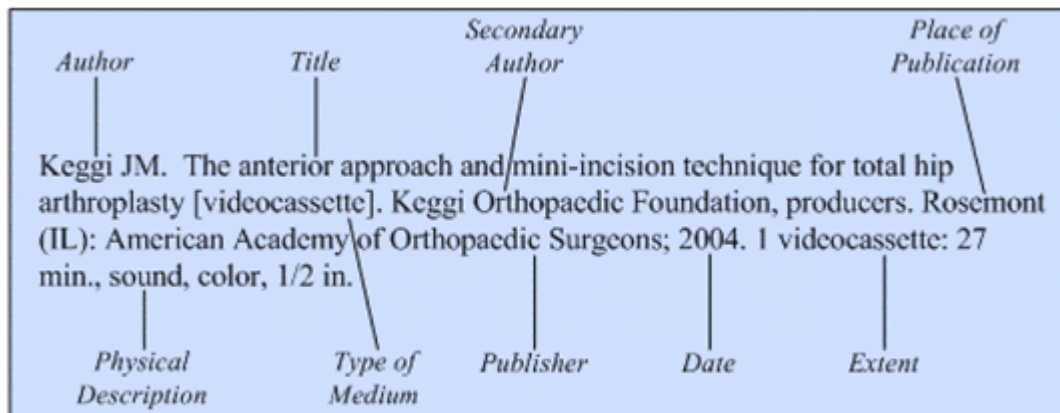 Secondary
Place of
Author
Title
Author
Publication
Keggi JM.  The anterior approach and mini-incision technique for total hip
arthroplasty [videocassette]. Keggi Orthopaedic Foundation, producers. Rosemont
(IL): American Academy of Orthopaedic Surgeons; 2004. 1 videocassette: 27
min., sound, color, 1/2 in.
Physical
Description
Type of
Medium
Publisher
Date
Extent